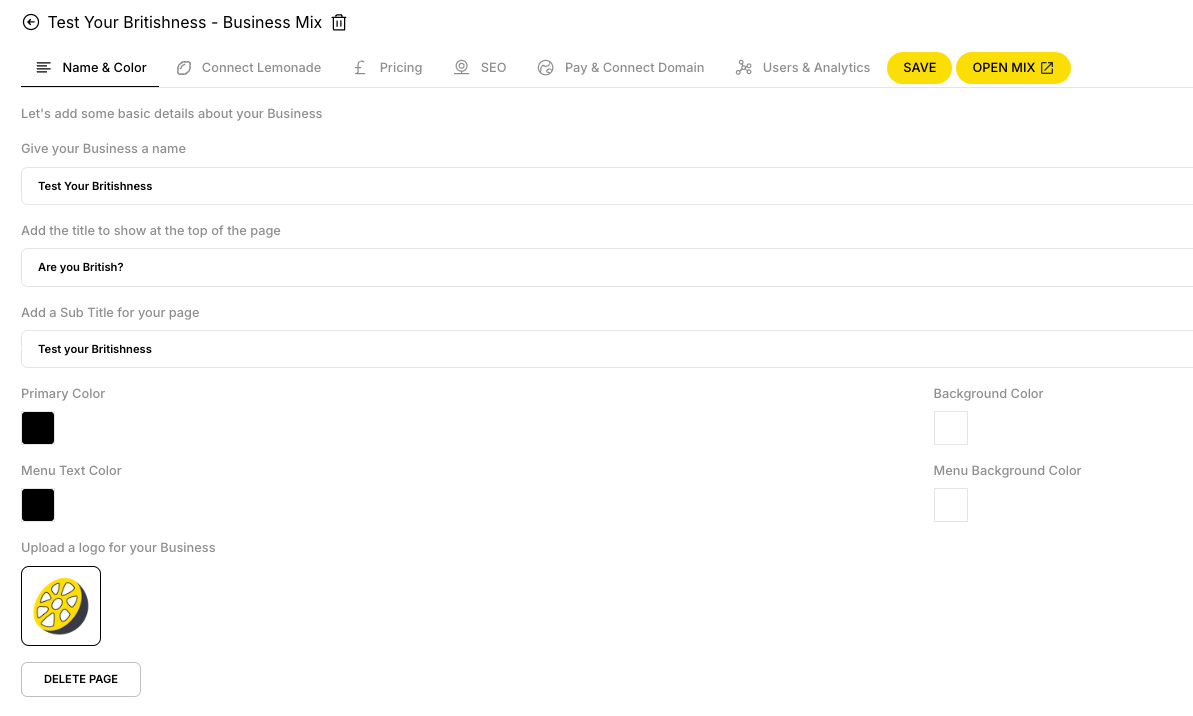 Test Your Britishness - Business Mix
Name & Color Connect Lemonade £ Pricing SEO Pay & Connect Domain Users & Analytics SAVE OPEN MIX
Let's add some basic details about your Business
Give your Business a name
Test Your Britishness
Add the title to show at the top of the page
Are you British?
Add a Sub Title for your page
Test your Britishness
Primary Color Background Color
Menu Text Color Menu Background Color
Upload a logo for your Business
DELETE PAGE